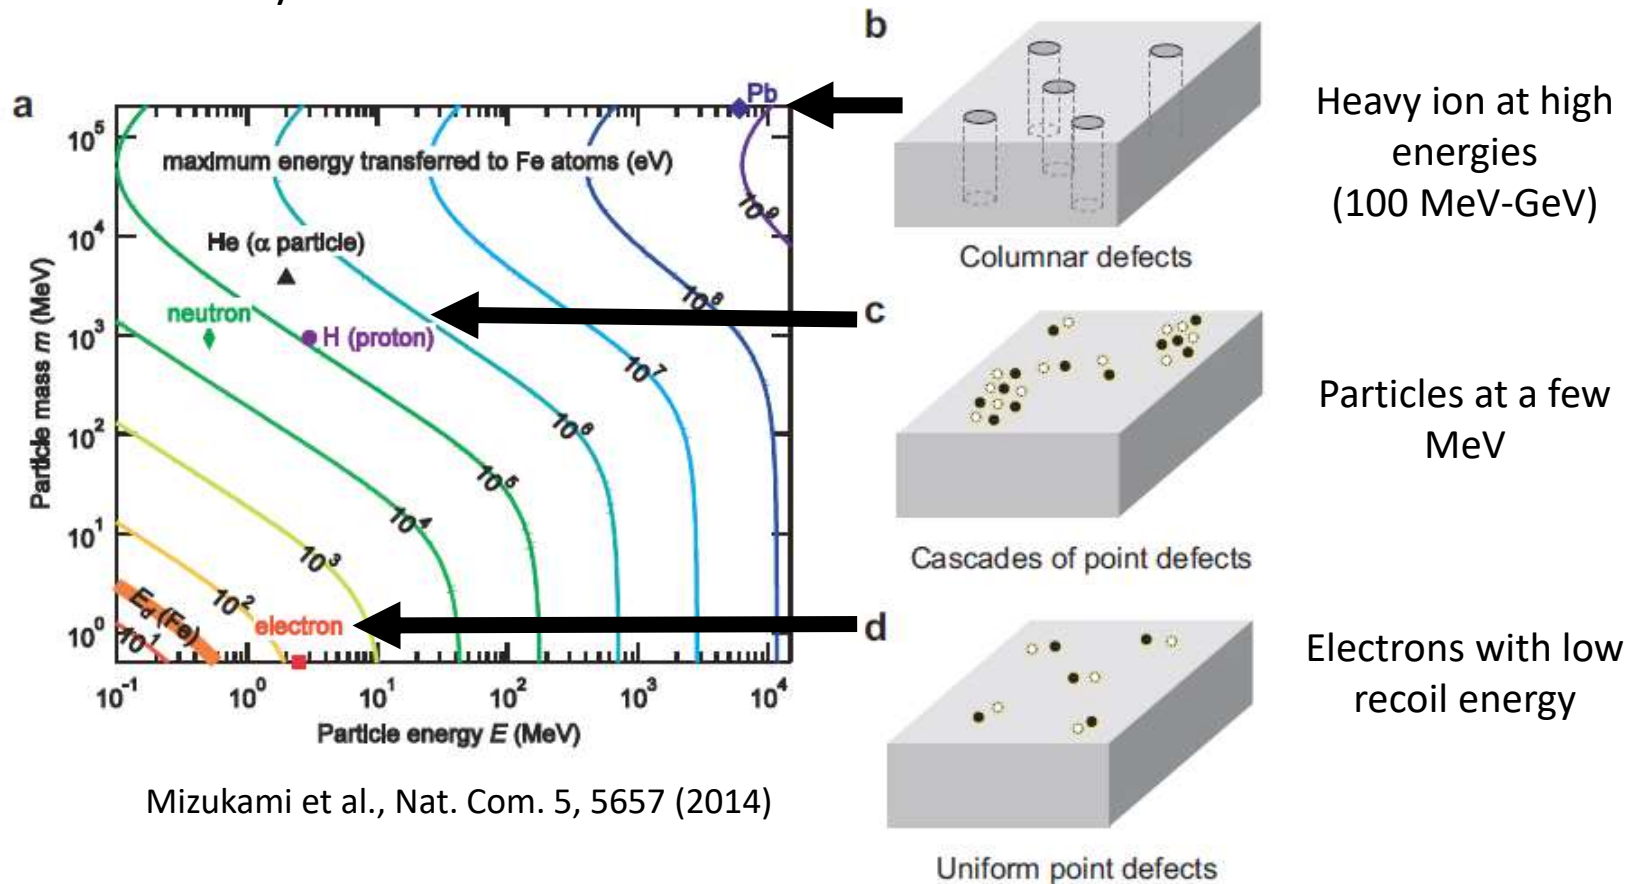 a
10⁵
10⁴
10³
10²
10¹
10⁰
Particle mass m (MeV)
maximum energy transferred to Fe atoms (eV)
Pb
He (α particle)
neutron
H (proton)
electron
E_d (Fe)
10¹
10²
10³
10⁴
10⁵
10⁶
10⁷
10⁸
10⁹
10⁻¹
10⁰
10¹
10²
10³
10⁴
Particle energy E (MeV)
Mizukami et al., Nat. Com. 5, 5657 (2014)
b
Columnar defects
Heavy ion at high
energies
(100 MeV-GeV)
c
Cascades of point defects
Particles at a few
MeV
d
Uniform point defects
Electrons with low
recoil energy